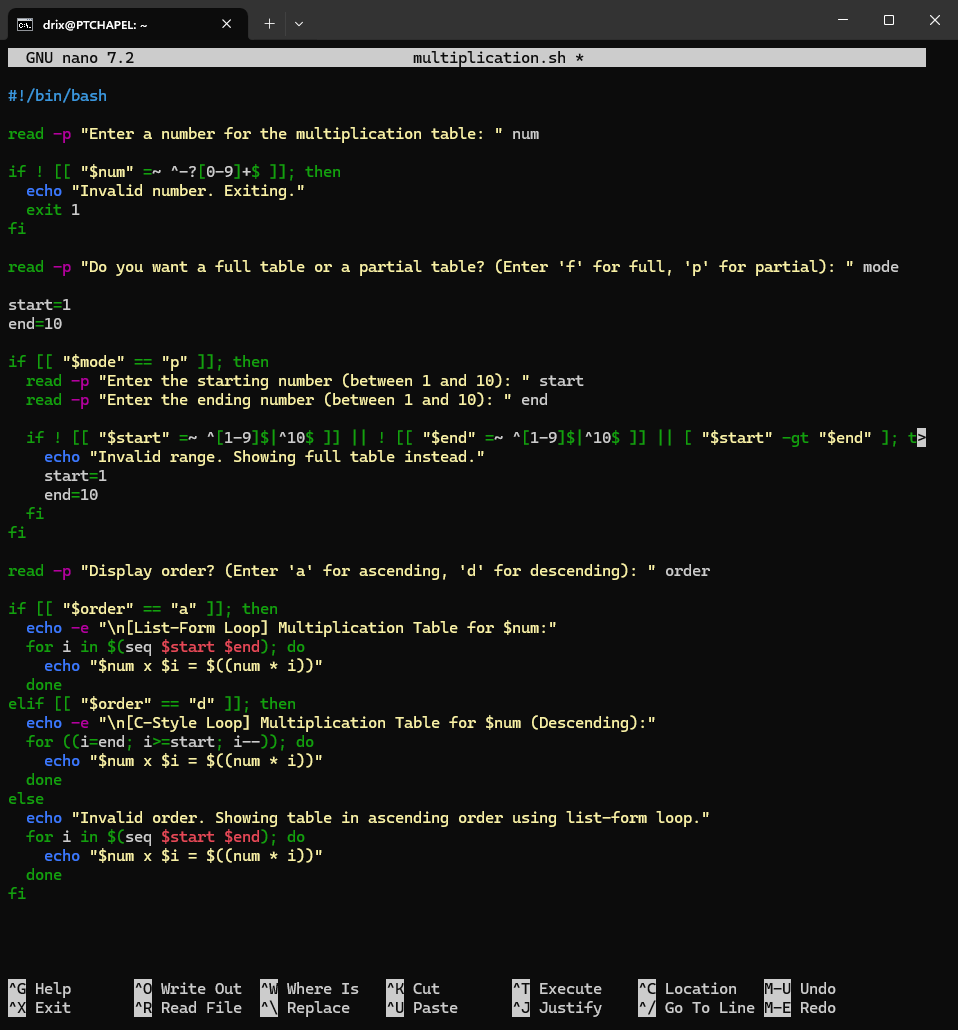 drix@PTCHAPEL: ~
GNU nano 7.2 multiplication.sh *
#!/bin/bash
read -p "Enter a number for the multiplication table: " num
if ! [[ "$num" =~ ^-?[0-9]+$ ]]; then
  echo "Invalid number. Exiting."
  exit 1
fi
read -p "Do you want a full table or a partial table? (Enter 'f' for full, 'p' for partial): " mode
start=1
end=10
if [[ "$mode" == "p" ]]; then
  read -p "Enter the starting number (between 1 and 10): " start
  read -p "Enter the ending number (between 1 and 10): " end
  if ! [[ "$start" =~ ^[1-9]$|^10$ ]] || ! [[ "$end" =~ ^[1-9]$|^10$ ]] || [ "$start" -gt "$end" ]; t>
    echo "Invalid range. Showing full table instead."
    start=1
    end=10
  fi
fi
read -p "Display order? (Enter 'a' for ascending, 'd' for descending): " order
if [[ "$order" == "a" ]]; then
  echo -e "\n[List-Form Loop] Multiplication Table for $num:"
  for i in $(seq $start $end); do
    echo "$num x $i = $((num * i))"
  done
elif [[ "$order" == "d" ]]; then
  echo -e "\n[C-Style Loop] Multiplication Table for $num (Descending):"
  for ((i=end; i>=start; i--)); do
    echo "$num x $i = $((num * i))"
  done
else
  echo "Invalid order. Showing table in ascending order using list-form loop."
  for i in $(seq $start $end); do
    echo "$num x $i = $((num * i))"
  done
fi
^G Help ^O Write Out ^W Where Is ^K Cut ^T Execute ^C Location M-U Undo
^X Exit ^R Read File ^\ Replace ^U Paste ^J Justify ^/ Go To Line M-E Redo